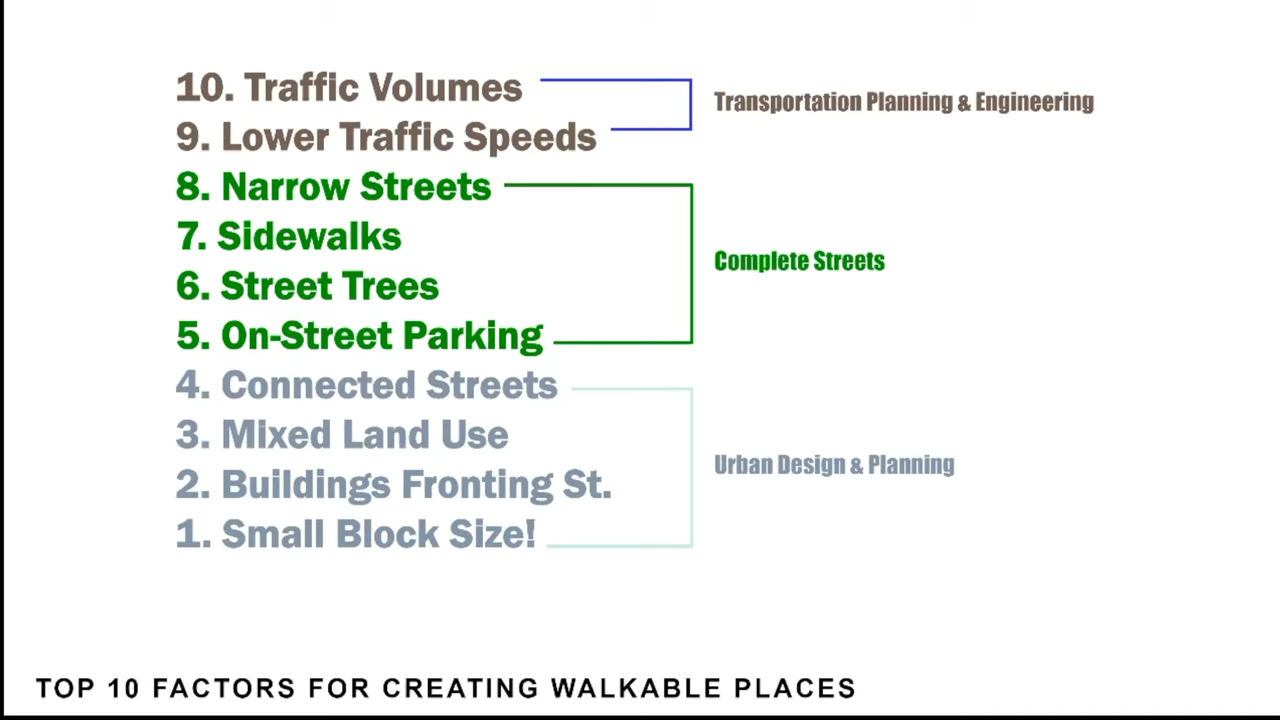 10. Traffic Volumes
9. Lower Traffic Speeds
Transportation Planning & Engineering
8. Narrow Streets
7. Sidewalks
6. Street Trees
5. On-Street Parking
Complete Streets
4. Connected Streets
3. Mixed Land Use
2. Buildings Fronting St.
1. Small Block Size!
Urban Design & Planning
TOP 10 FACTORS FOR CREATING WALKABLE PLACES